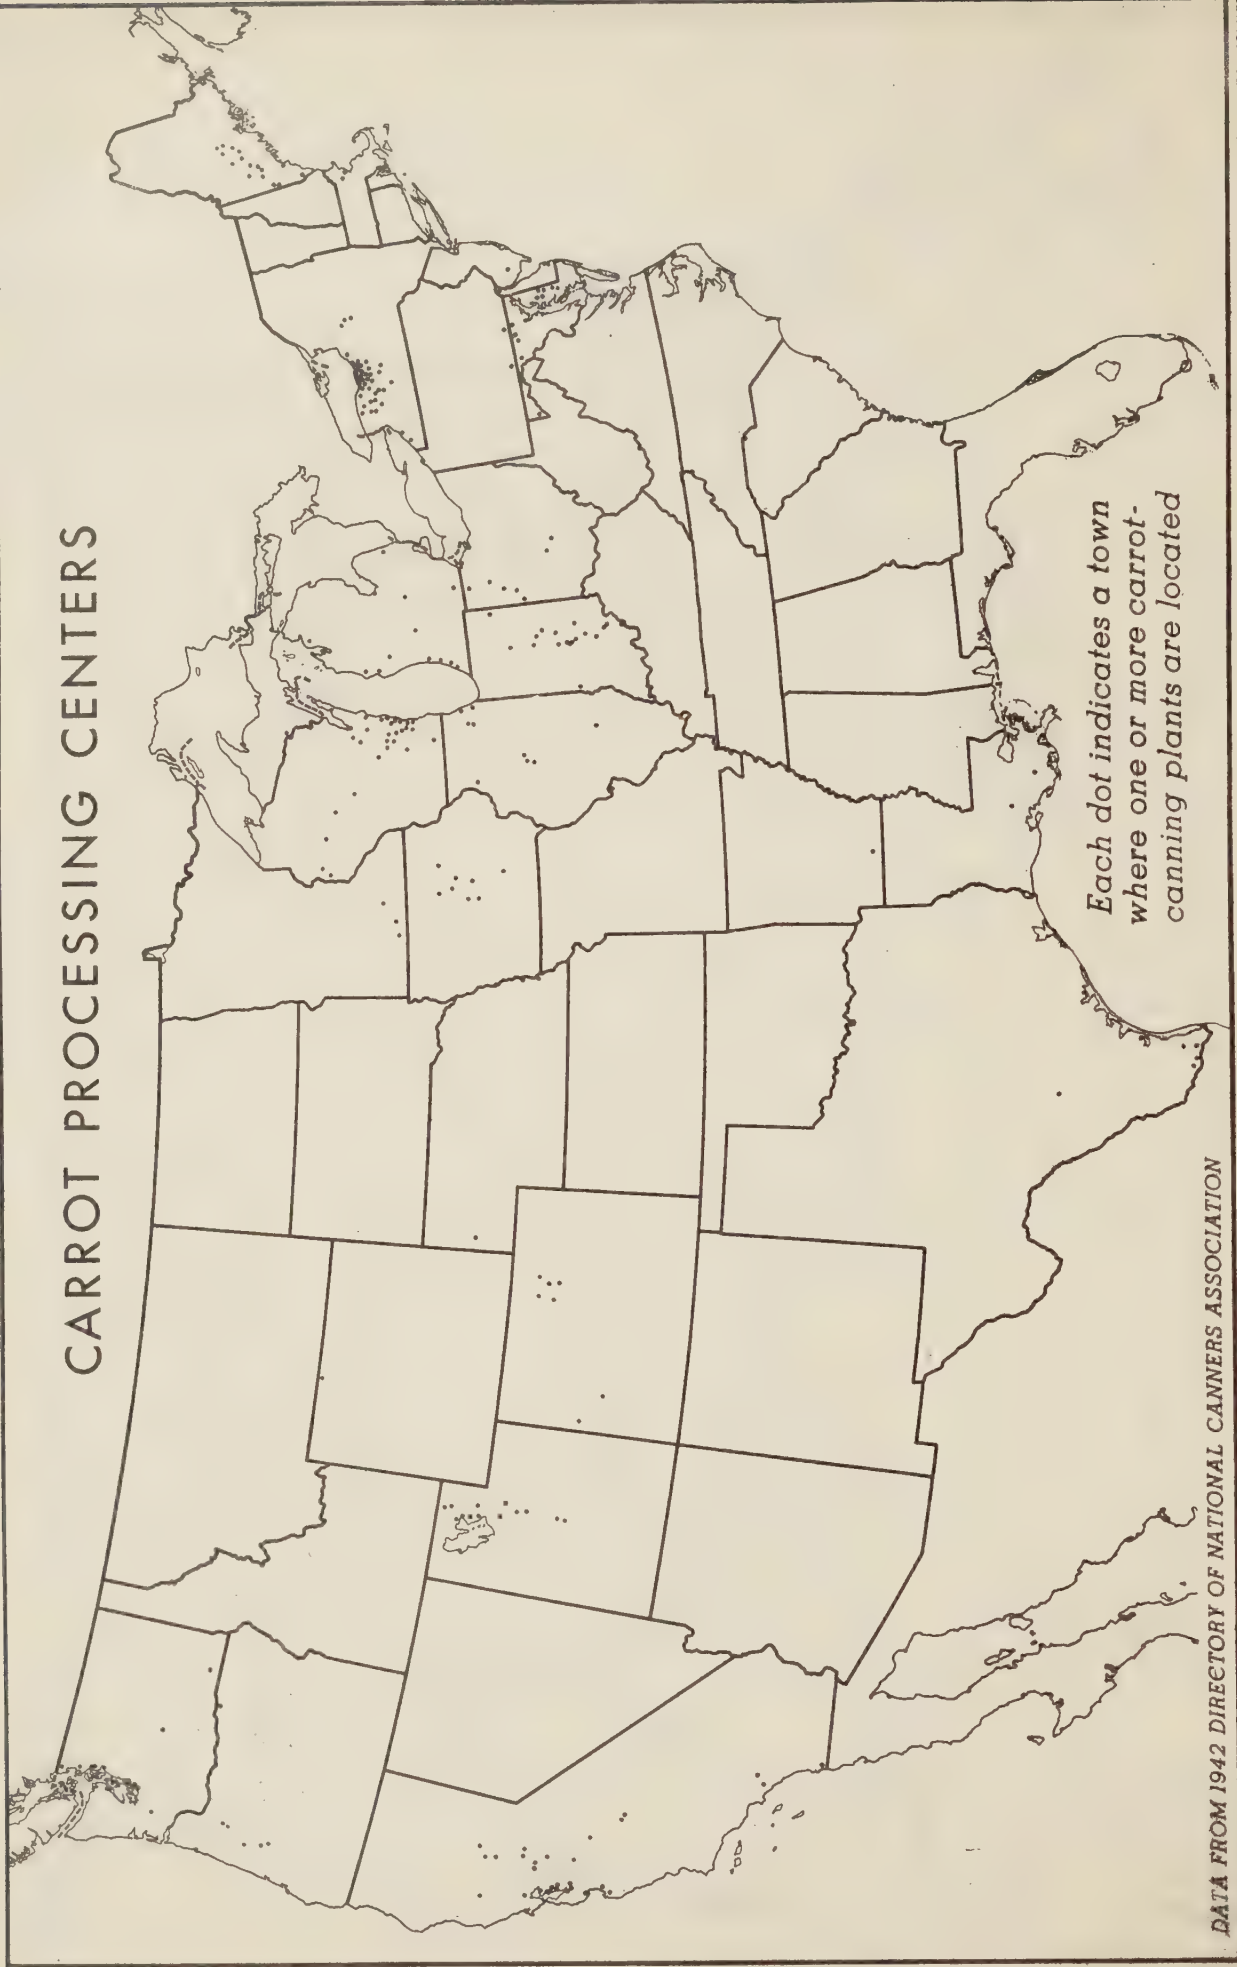 CARROT PROCESSING CENTERS
Each dot indicates a town
where one or more carrot-
canning plants are located
DATA FROM 1942 DIRECTORY OF NATIONAL CANNERS ASSOCIATION